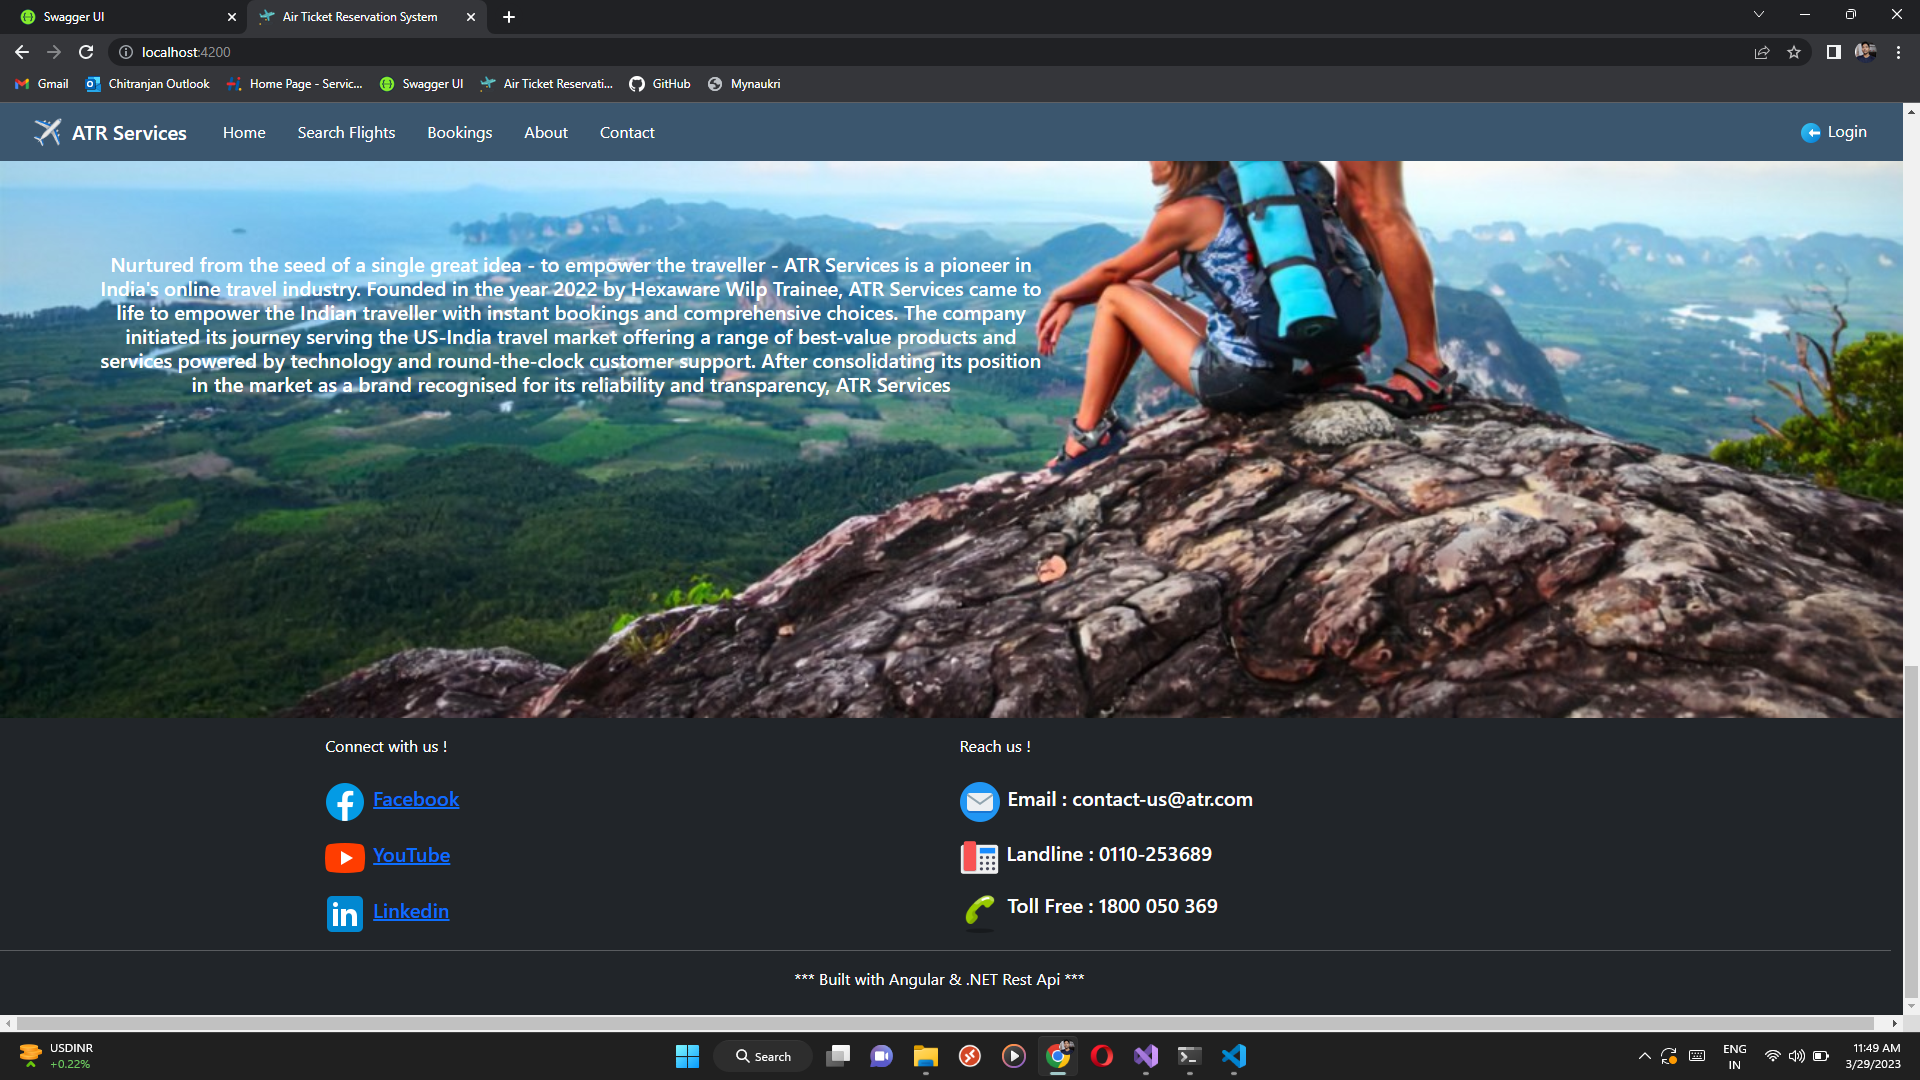 Swagger UI
Air Ticket Reservation System
localhost:4200
Gmail
Chitranjan Outlook
Home Page - Servic...
Swagger UI
Air Ticket Reservati...
GitHub
Mynaukri
ATR Services
Home
Search Flights
Bookings
About
Contact
Login
Nurtured from the seed of a single great idea - to empower the traveller - ATR Services is a pioneer in
India's online travel industry. Founded in the year 2022 by Hexaware Wilp Trainee, ATR Services came to
life to empower the Indian traveller with instant bookings and comprehensive choices. The company
initiated its journey serving the US-India travel market offering a range of best-value products and
services powered by technology and round-the-clock customer support. After consolidating its position
in the market as a brand recognised for its reliability and transparency, ATR Services
Connect with us !
Facebook
YouTube
Linkedin
Reach us !
Email : contact-us@atr.com
Landline : 0110-253689
Toll Free : 1800 050 369
*** Built with Angular & .NET Rest Api ***
USDINR
+0.22%
Search
ENG
IN
11:49 AM
3/29/2023